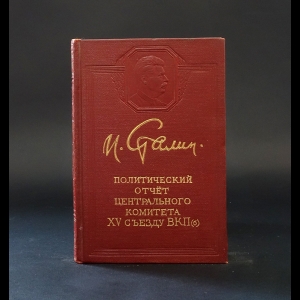 И. Сталин.
ПОЛИТИЧЕСКИЙ
ОТЧЁТ
ЦЕНТРАЛЬНОГО
КОМИТЕТА
XV СЪЕЗДУ ВКП(б)